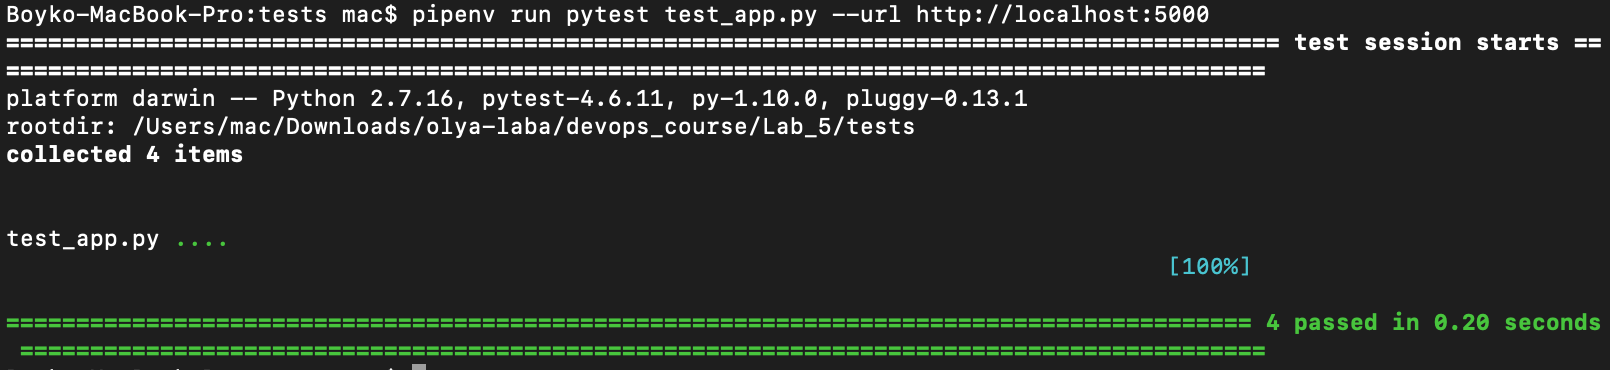 Boyko-MacBook-Pro:tests mac$ pipenv run pytest test_app.py --url http://localhost:5000
=========================================================================================== test session starts ==
==========================================================================================
platform darwin -- Python 2.7.16, pytest-4.6.11, py-1.10.0, pluggy-0.13.1
rootdir: /Users/mac/Downloads/olya-laba/devops_course/Lab_5/tests
collected 4 items
test_app.py ....
[100%]
========================================================================================= 4 passed in 0.20 seconds
=========================================================================================